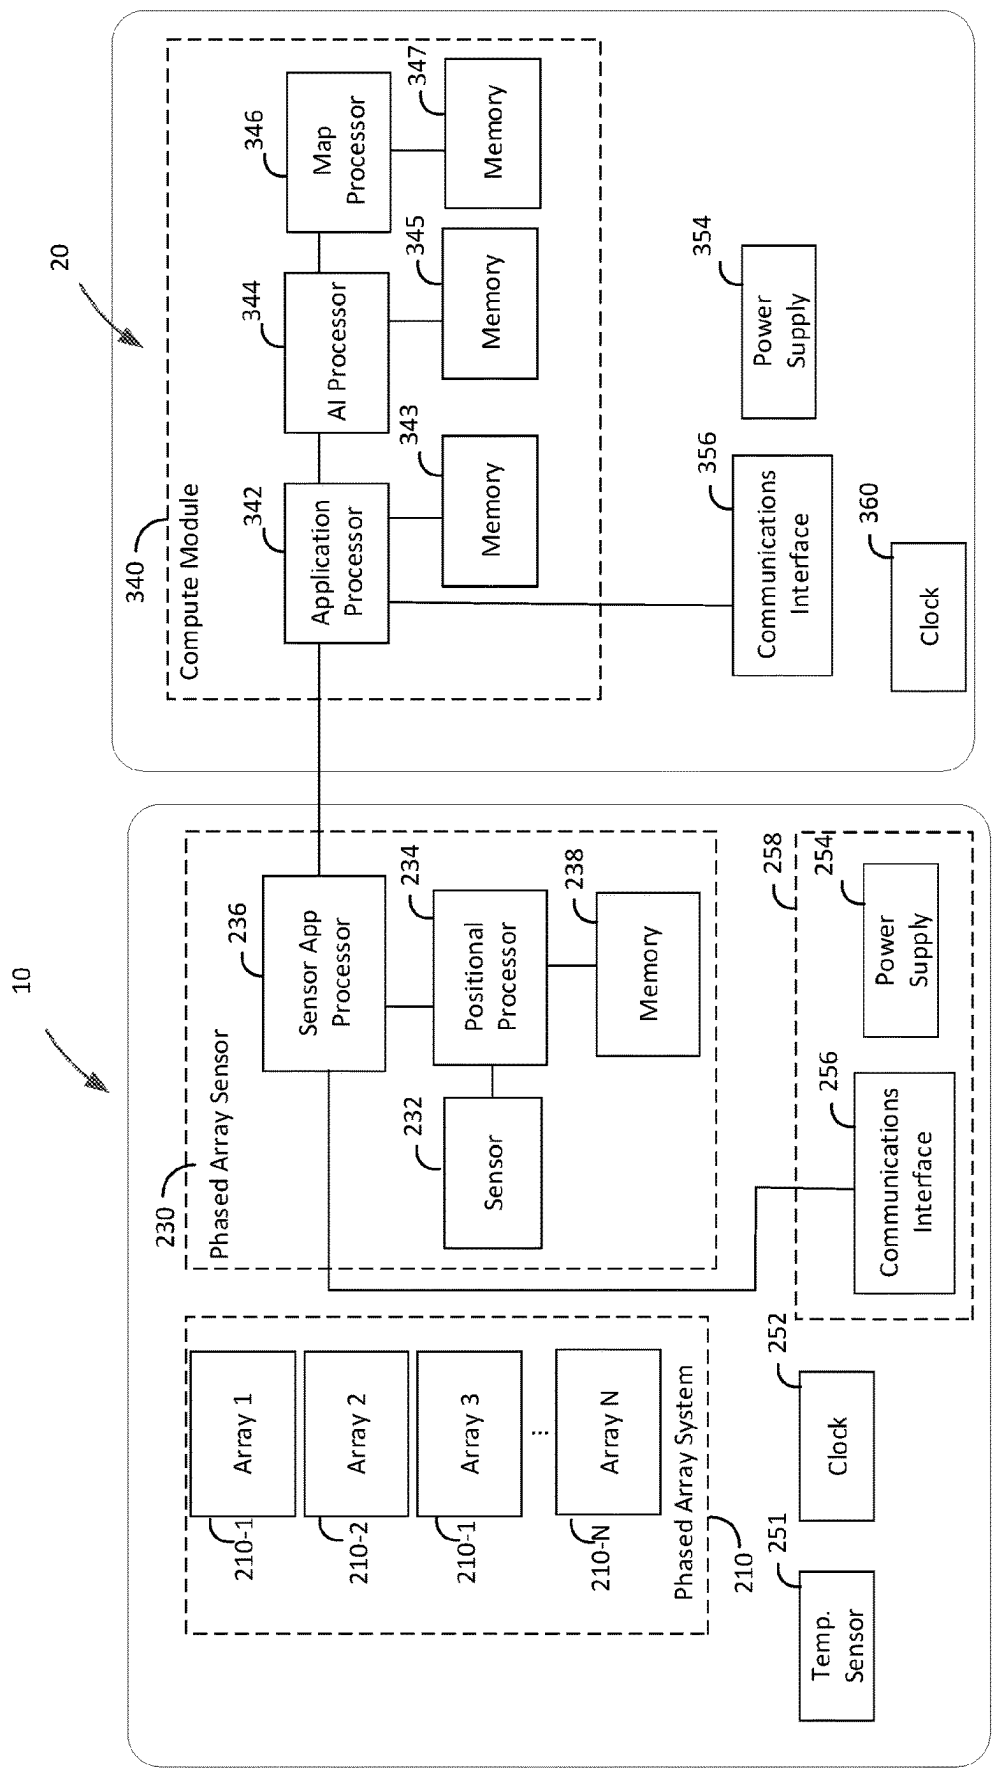 10
20
230
Phased Array Sensor
236
Sensor App
Processor
234
Positional
Processor
232
Sensor
238
Memory
210-1
Array 1
210-2
Array 2
210-1
Array 3
...
210-N
Array N
Phased Array System
210
251
Temp.
Sensor
252
Clock
258
256
Communications
Interface
254
Power
Supply
340
Compute Module
342
Application
Processor
344
AI Processor
346
Map
Processor
343
Memory
345
Memory
347
Memory
356
Communications
Interface
354
Power
Supply
360
Clock